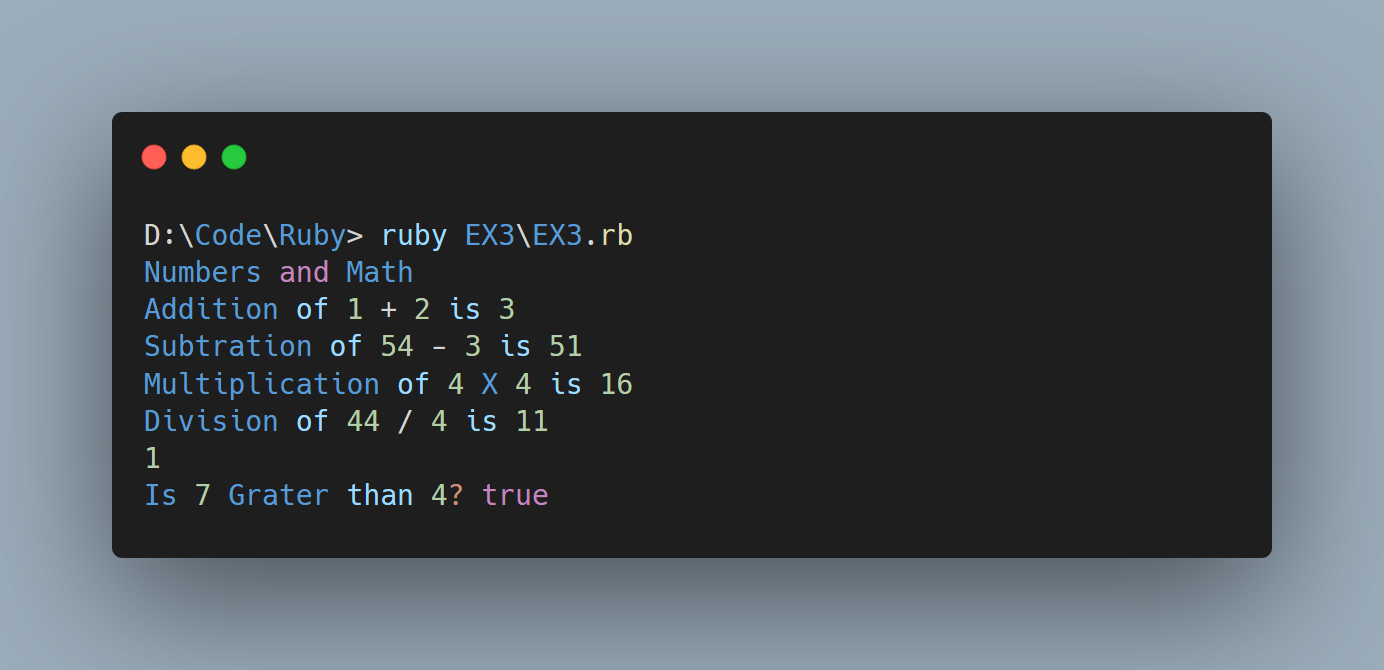 D:\Code\Ruby> ruby EX3\EX3.rb
Numbers and Math
Addition of 1 + 2 is 3
Subtration of 54 - 3 is 51
Multiplication of 4 X 4 is 16
Division of 44 / 4 is 11
1
Is 7 Grater than 4? true